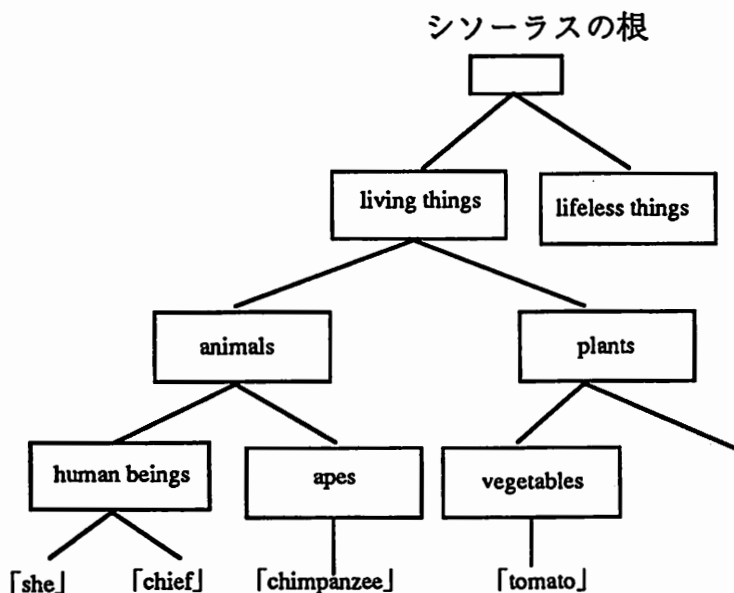 シソーラスの根
living things
lifeless things
animals
plants
human beings
apes
vegetables
「she」
「chief」
「chimpanzee」
「tomato」